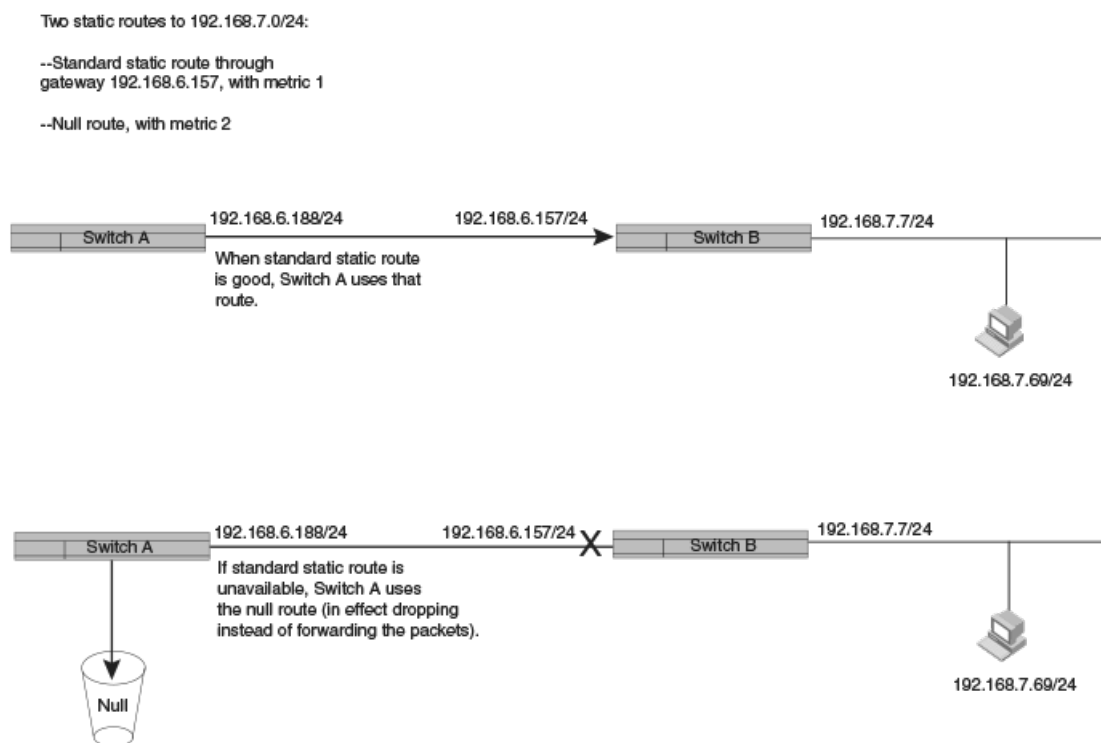 Two static routes to 192.168.7.0/24:
--Standard static route through
gateway 192.168.6.157, with metric 1
--Null route, with metric 2
192.168.6.188/24
192.168.6.157/24
192.168.7.7/24
Switch A
Switch B
When standard static route
is good, Switch A uses that
route.
192.168.7.69/24
192.168.6.188/24
192.168.6.157/24
192.168.7.7/24
Switch A
X
Switch B
If standard static route is
unavailable, Switch A uses
the null route (in effect dropping
instead of forwarding the packets).
192.168.7.69/24
Null